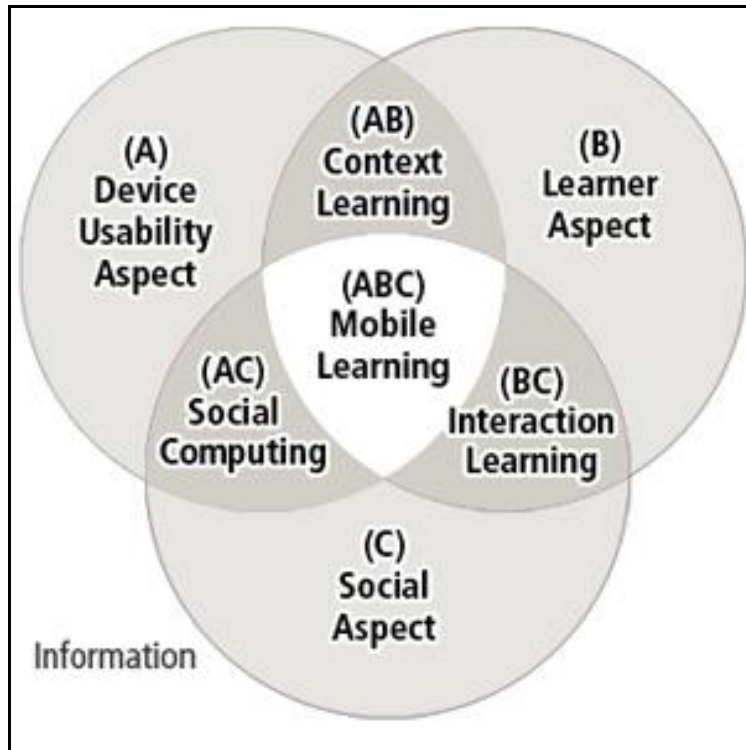 (A)
Device
Usability
Aspect
(AB)
Context
Learning
(B)
Learner
Aspect
(ABC)
Mobile
Learning
(AC)
Social
Computing
(BC)
Interaction
Learning
(C)
Social
Aspect
Information